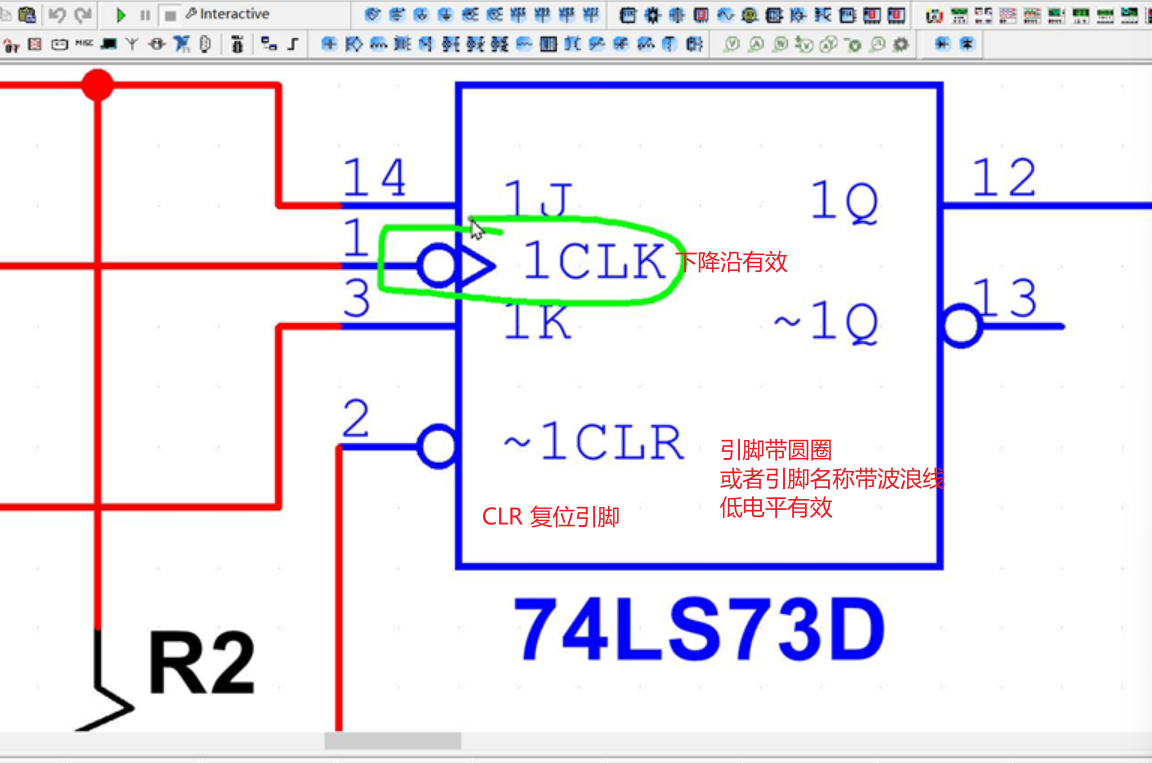 Interactive
MISC
14
1J
1Q
12
1
1CLK
下降沿有效
3
1K
~1Q
13
2
~1CLR
引脚带圆圈
或者引脚名称带波浪线
低电平有效
CLR 复位引脚
74LS73D
R2